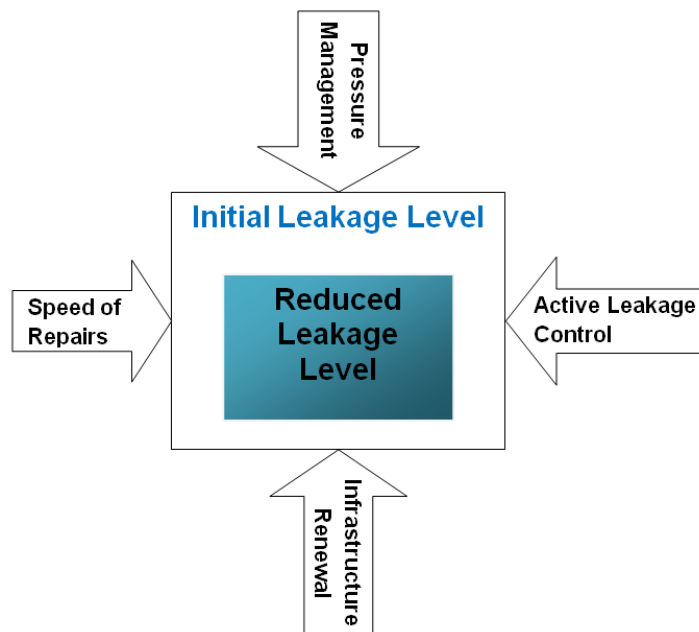 Pressure
Management
Initial Leakage Level
Reduced
Leakage
Level
Speed of
Repairs
Active Leakage
Control
Infrastructure
Renewal